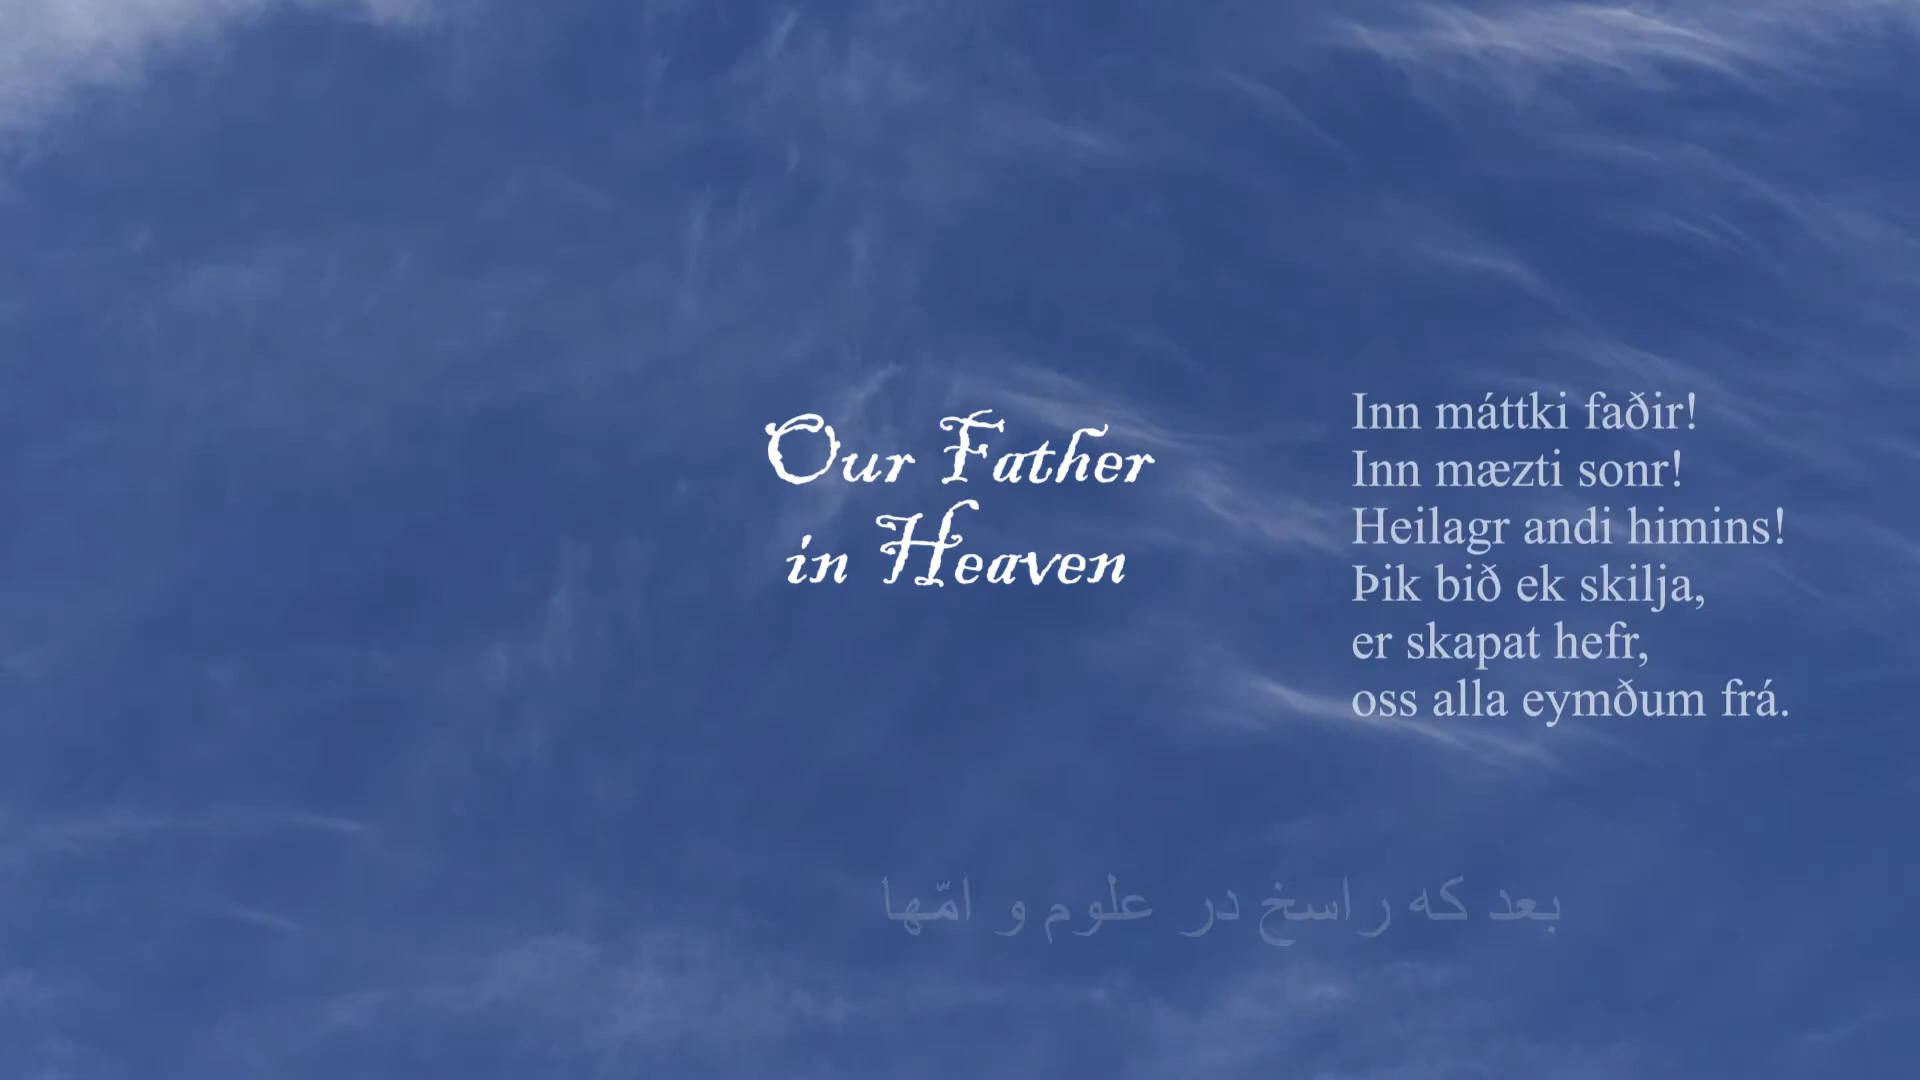 Our Father
in Heaven
Inn máttki faðir!
Inn mæzti sonr!
Heilagr andi himins!
Þik bið ek skilja,
er skapat hefr,
oss alla eymðum frá.
بعد که راسخ در علوم و امّها